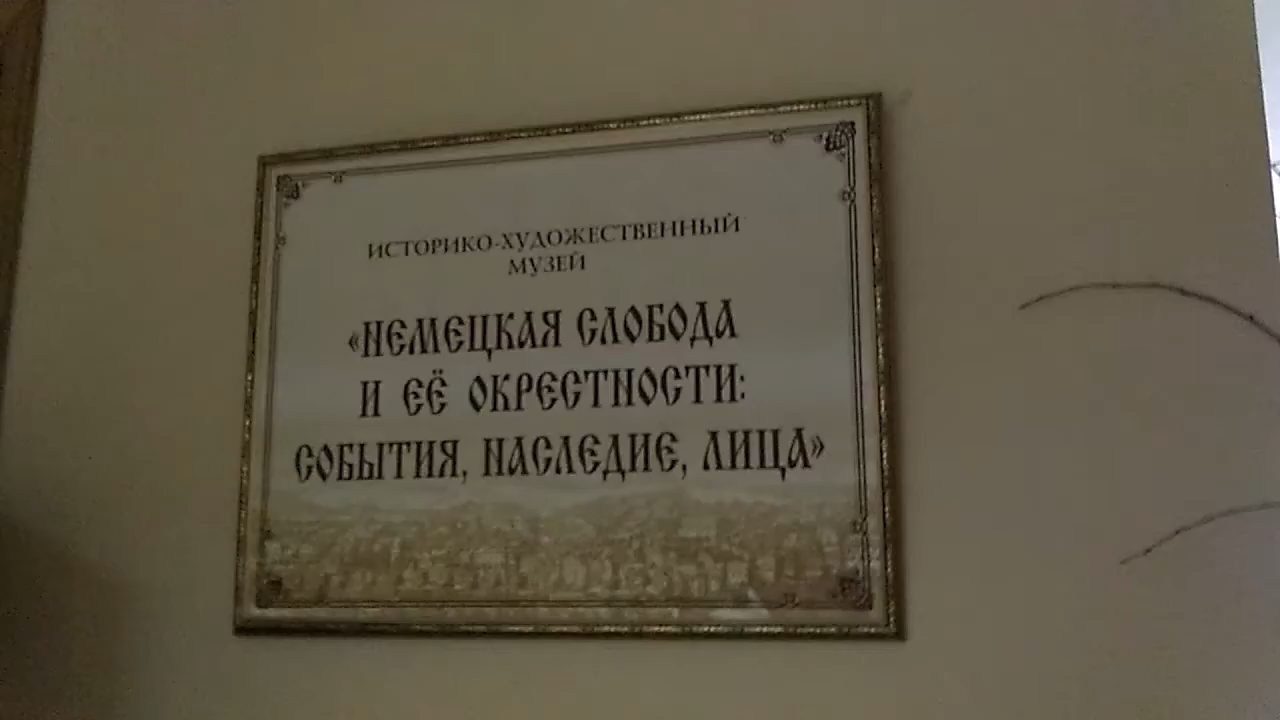 ИСТОРИКО-ХУДОЖЕСТВЕННЫЙ
МУЗЕЙ
«НЕМЕЦКАЯ СЛОБОДА
И ЕЁ ОКРЕСТНОСТИ:
СОБЫТИЯ, НАСЛЕДИЕ, ЛИЦА»